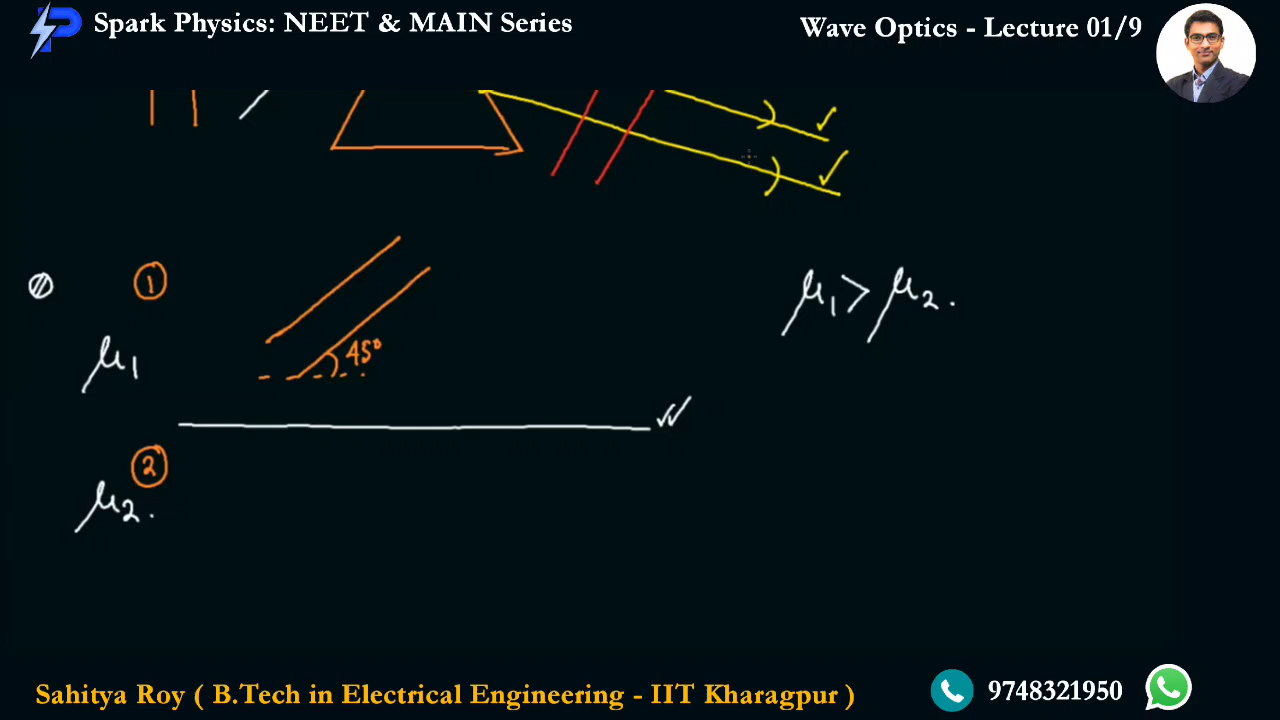 Spark Physics: NEET & MAIN Series
Wave Optics - Lecture 01/9
1
μ₁ > μ₂.
45°
μ₁
2
μ₂.
Sahitya Roy ( B.Tech in Electrical Engineering - IIT Kharagpur )
9748321950